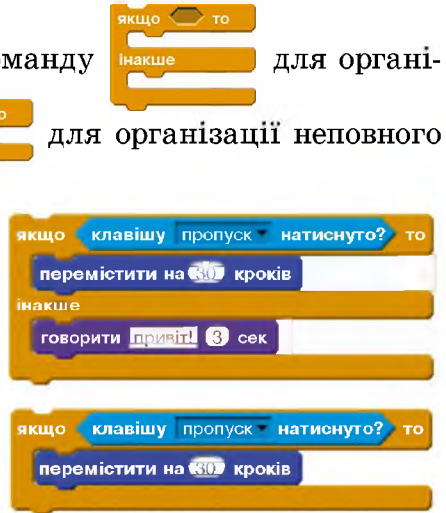 якщо то
оманду інакше для органі-
о для організації неповного
якщо клавішу пропуск натиснуто? то
перемістити на 30 кроків
інакше
говорити привіт! 3 сек
якщо клавішу пропуск натиснуто? то
перемістити на 30 кроків